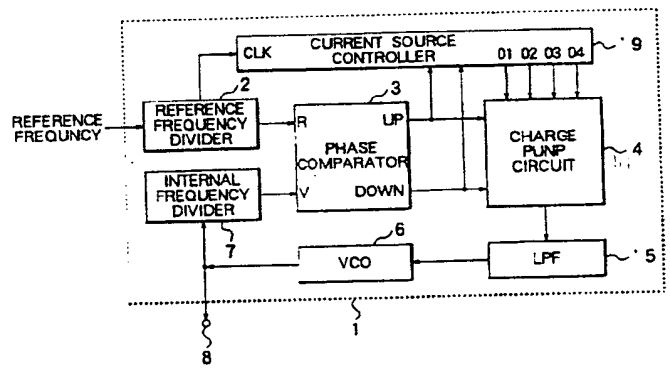 CLK
CURRENT SOURCE
CONTROLLER
01 02 03 04
9
2
3
REFERENCE
FREQUNCY
REFERENCE
FREQUENCY
DIVIDER
R
UP
PHASE
COMPARATOR
V
DOWN
CHARGE
PUNP
CIRCUIT
4
INTERNAL
FREQUENCY
DIVIDER
7
6
VCO
LPF
5
1
8